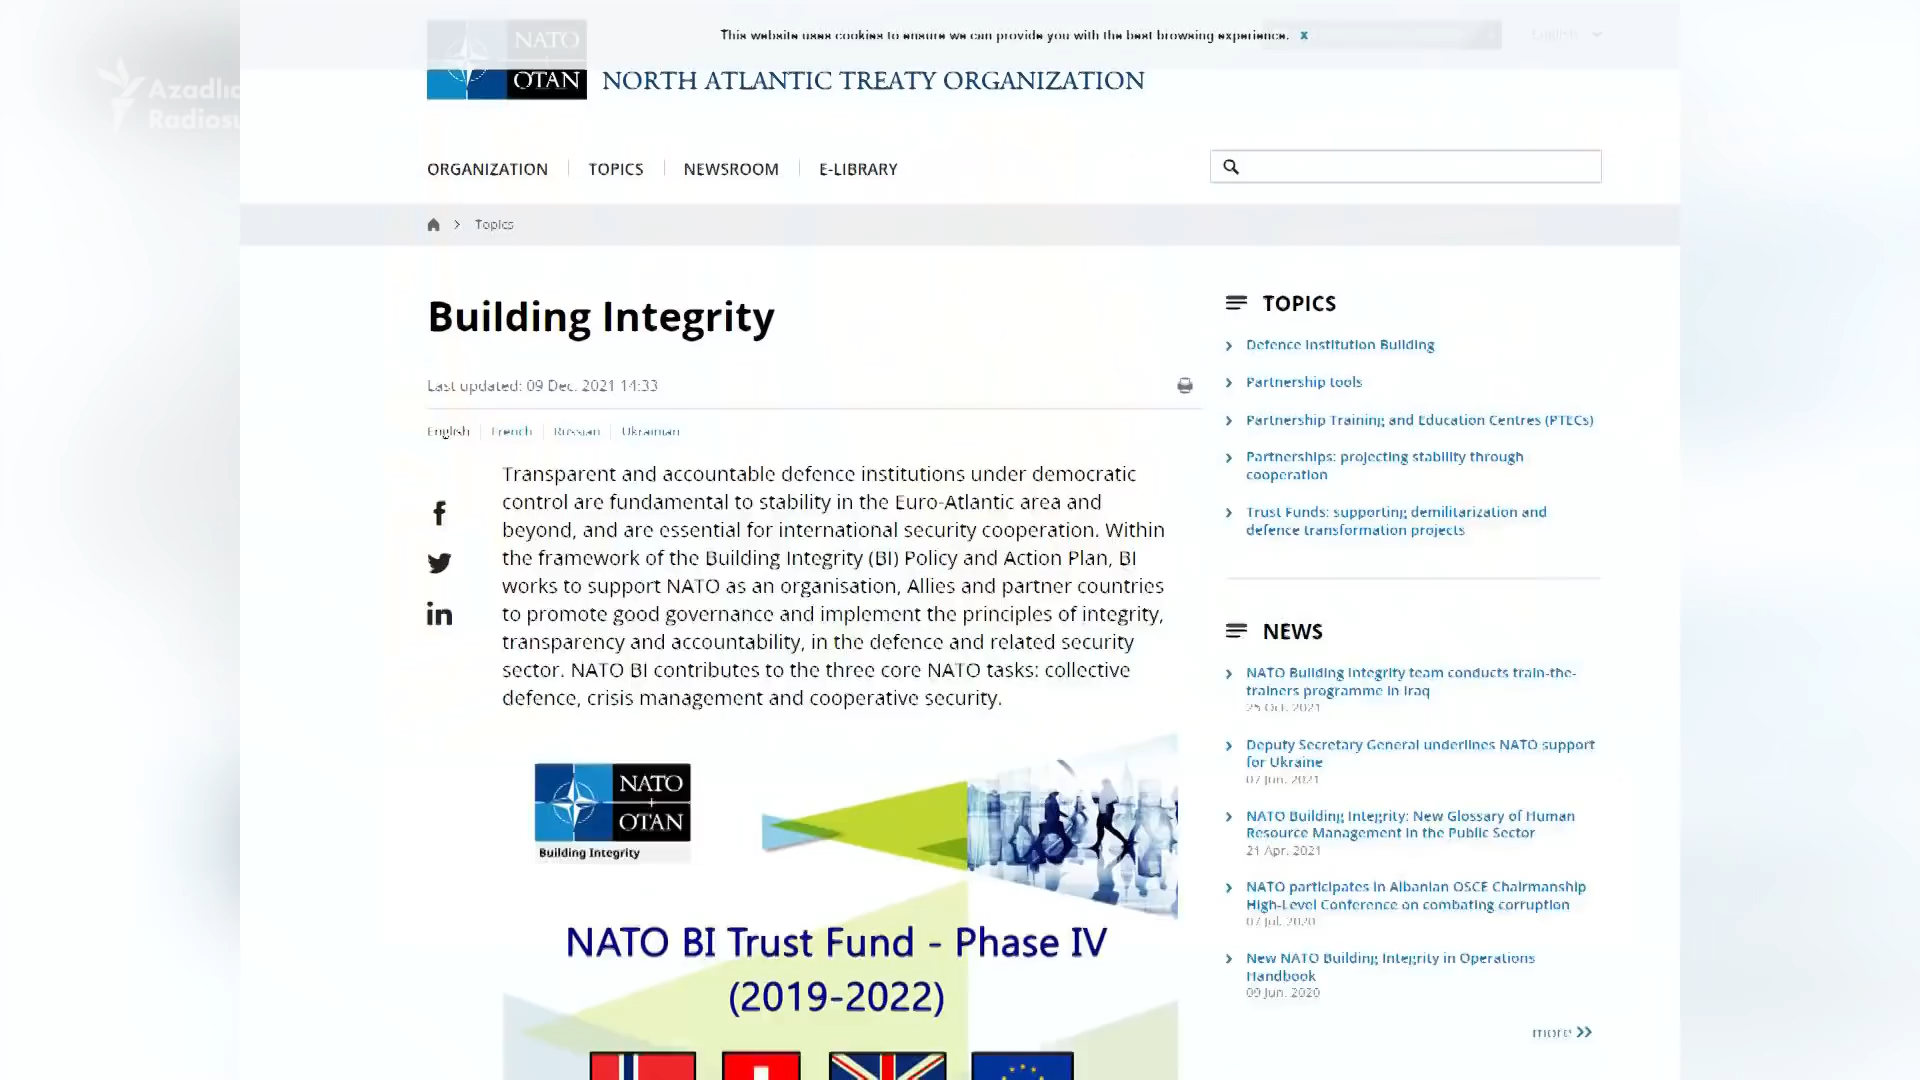 NATO
OTAN
This website uses cookies to ensure we can provide you with the best browsing experience. x
English
NORTH ATLANTIC TREATY ORGANIZATION
ORGANIZATION
TOPICS
NEWSROOM
E-LIBRARY
Topics
Building Integrity
Last updated: 09 Dec. 2021 14:33
English French Russian Ukrainian
Transparent and accountable defence institutions under democratic
control are fundamental to stability in the Euro-Atlantic area and
beyond, and are essential for international security cooperation. Within
the framework of the Building Integrity (BI) Policy and Action Plan, BI
works to support NATO as an organisation, Allies and partner countries
to promote good governance and implement the principles of integrity,
transparency and accountability, in the defence and related security
sector. NATO BI contributes to the three core NATO tasks: collective
defence, crisis management and cooperative security.
NATO
OTAN
Building Integrity
NATO BI Trust Fund - Phase IV
(2019-2022)
TOPICS
Defence Institution Building
Partnership tools
Partnership Training and Education Centres (PTECs)
Partnerships: projecting stability through
cooperation
Trust Funds: supporting demilitarization and
defence transformation projects
NEWS
NATO Building Integrity team conducts train-the-
trainers programme in Iraq
25 Oct. 2021
Deputy Secretary General underlines NATO support
for Ukraine
07 Jun. 2021
NATO Building Integrity: New Glossary of Human
Resource Management in the Public Sector
21 Apr. 2021
NATO participates in Albanian OSCE Chairmanship
High-Level Conference on combating corruption
07 Jul. 2020
New NATO Building Integrity in Operations
Handbook
09 Jun. 2020
more